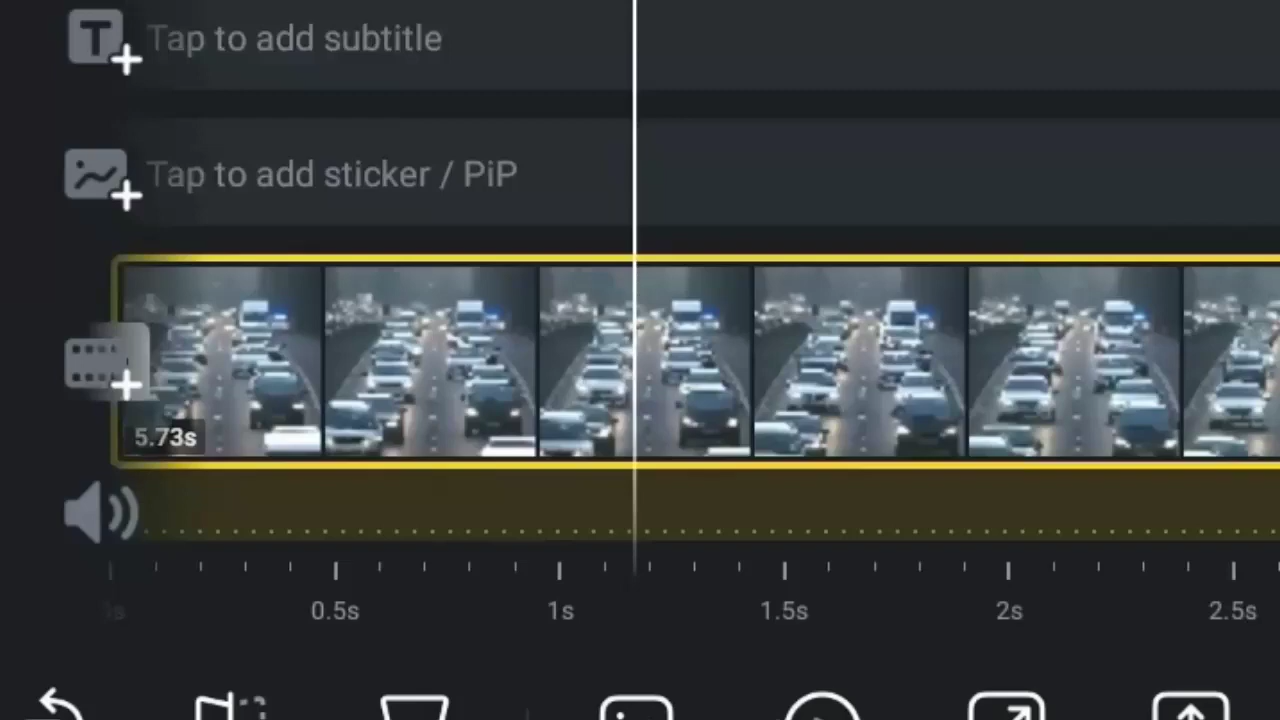 T Tap to add subtitle
Tap to add sticker / PiP
5.73s
0.5s 1s 1.5s 2s 2.5s